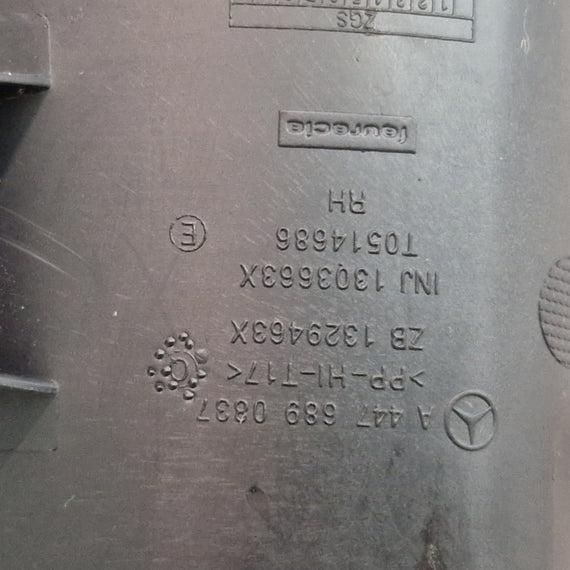 A 447 689 0837
>PP-HI-T17<
ZB 1329463X
INJ 1303663X
T0514686
E
RH
faurecia
ZGS